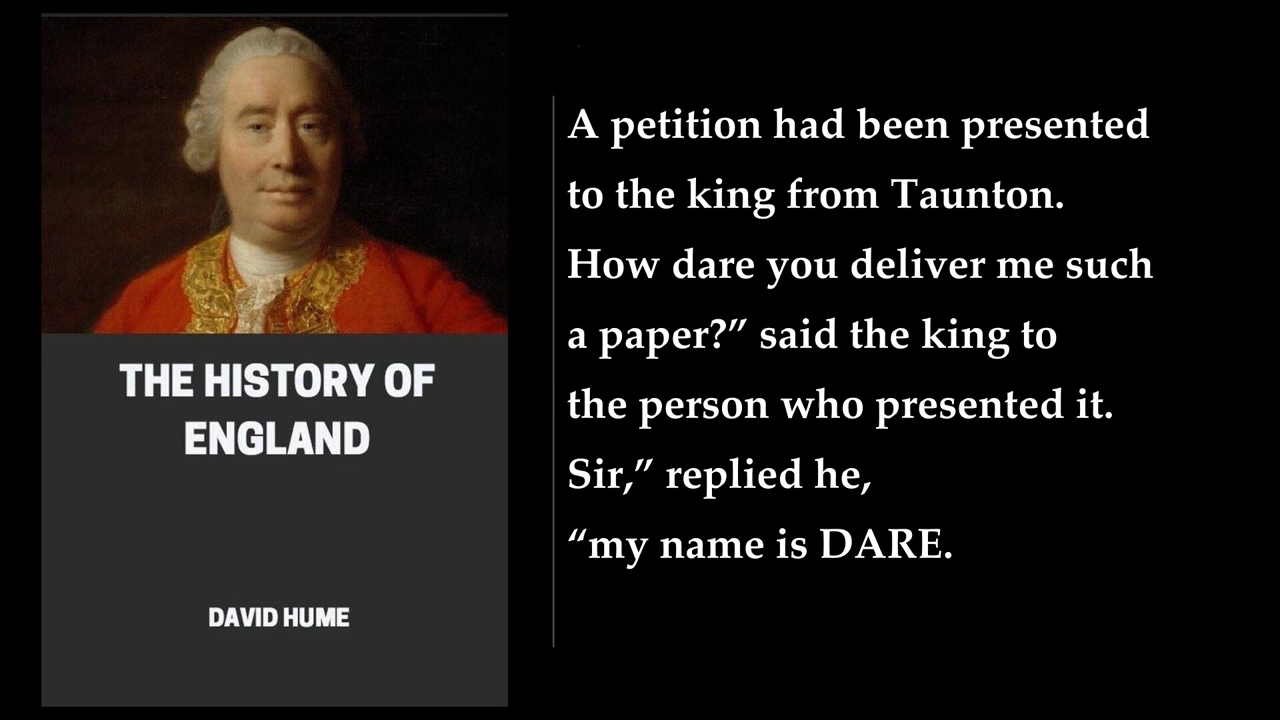 THE HISTORY OF
ENGLAND
DAVID HUME
A petition had been presented
to the king from Taunton.
How dare you deliver me such
a paper?” said the king to
the person who presented it.
Sir,” replied he,
“my name is DARE.